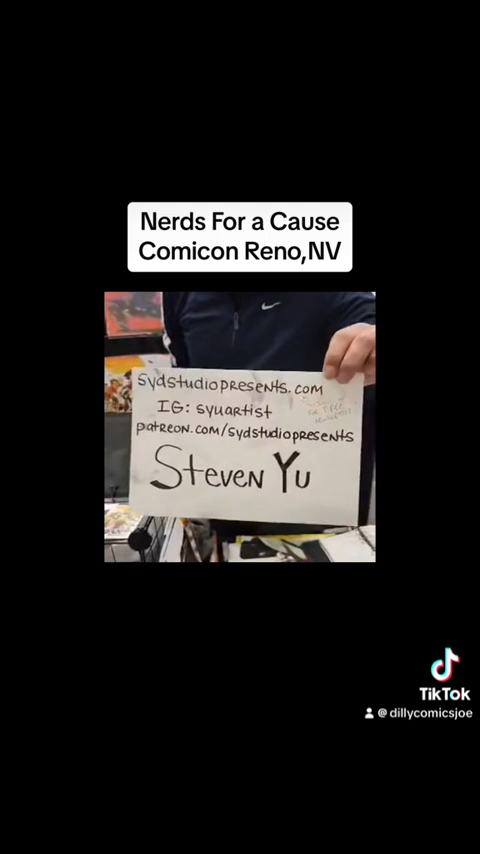 Nerds For a Cause
Comicon Reno,NV
sydstudiopresents.com
IG: syuartist
patreon.com/sydstudiopresents
Steven Yu
TikTok
@dillycomicsjoe